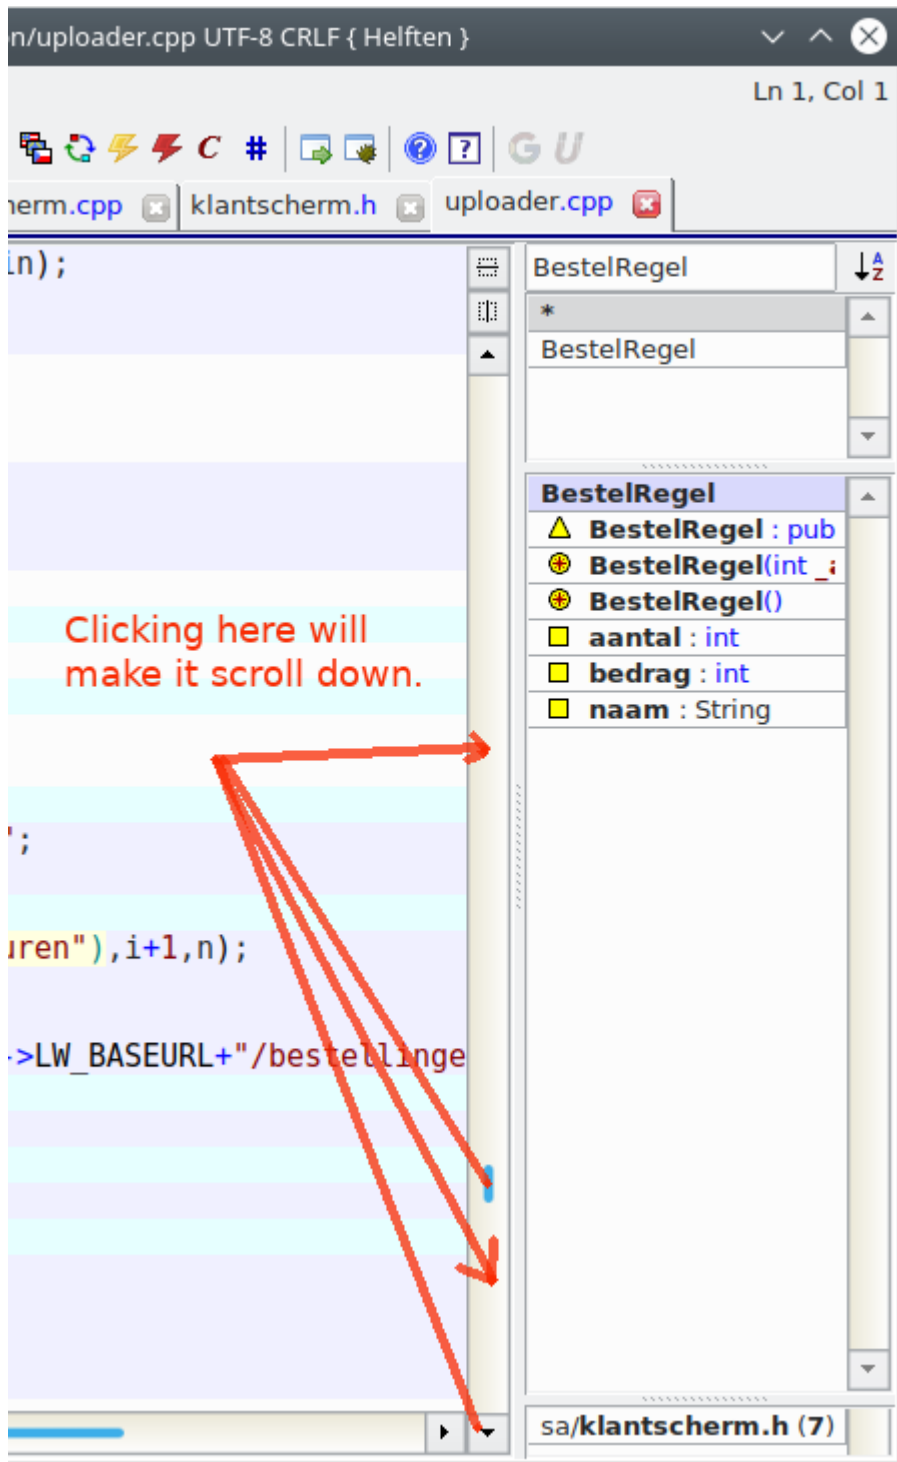 n/uploader.cpp UTF-8 CRLF { Helften }
Ln 1, Col 1
C # ? ? G U
herm.cpp klantscherm.h uploader.cpp
in); BestelRegel A Z
*
BestelRegel
BestelRegel
BestelRegel : pub
BestelRegel(int _a
BestelRegel()
Clicking here will
aantal : int
make it scroll down.
bedrag : int
naam : String
";
uren"),i+1,n);
->LW_BASEURL+"/bestellinge
sa/klantscherm.h (7)